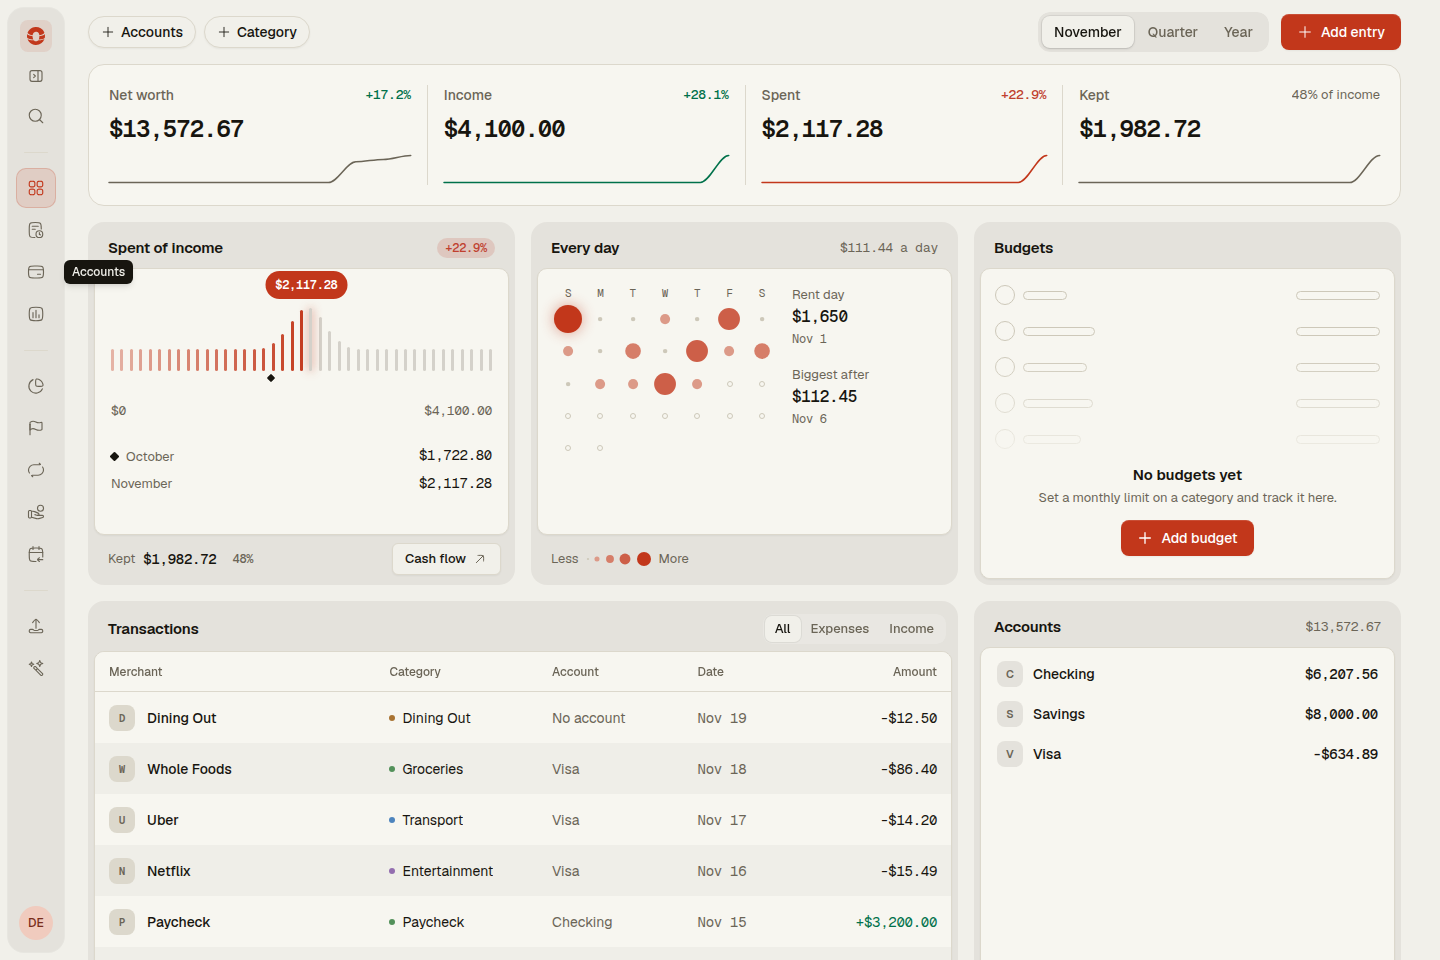 Accounts
Category
November
Quarter
Year
Add entry
Net worth
+17.2%
$13,572.67
Income
+28.1%
$4,100.00
Spent
+22.9%
$2,117.28
Kept
48% of income
$1,982.72
Spent of income
+22.9%
Accounts
$2,117.28
$0
$4,100.00
October
$1,722.80
November
$2,117.28
Kept $1,982.72 48%
Cash flow
Every day
$111.44 a day
S M T W T F S
Rent day
$1,650
Nov 1
Biggest after
$112.45
Nov 6
Less
More
Budgets
No budgets yet
Set a monthly limit on a category and track it here.
Add budget
Transactions
All
Expenses
Income
Merchant Category Account Date Amount
D Dining Out Dining Out No account Nov 19 -$12.50
W Whole Foods Groceries Visa Nov 18 -$86.40
U Uber Transport Visa Nov 17 -$14.20
N Netflix Entertainment Visa Nov 16 -$15.49
P Paycheck Paycheck Checking Nov 15 +$3,200.00
Accounts
$13,572.67
C Checking $6,207.56
S Savings $8,000.00
V Visa -$634.89
DE